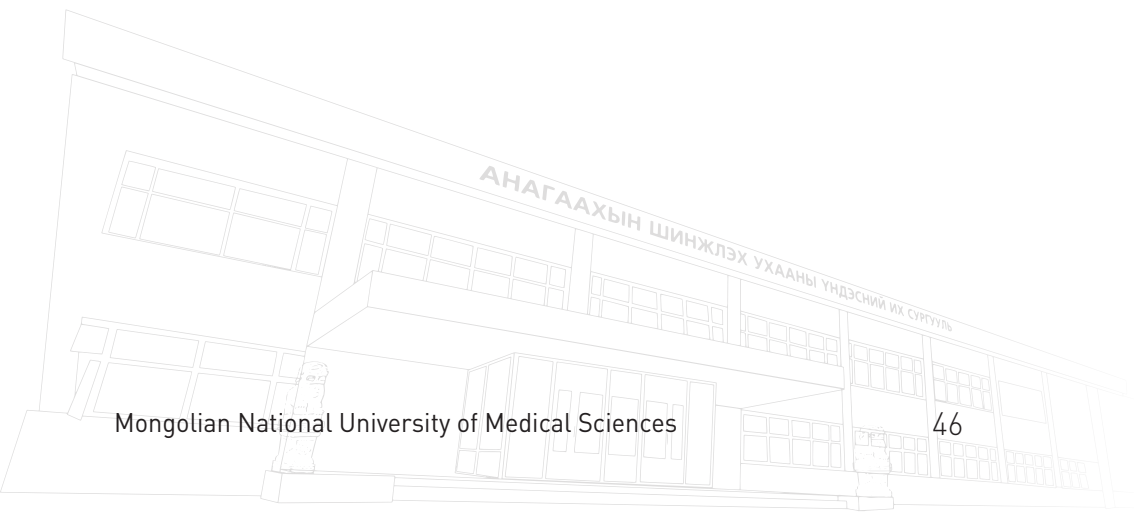 АНАГААХЫН ШИНЖЛЭХ УХААНЫ ҮНДЭСНИЙ ИХ СУРГУУЛЬ
Mongolian National University of Medical Sciences 46